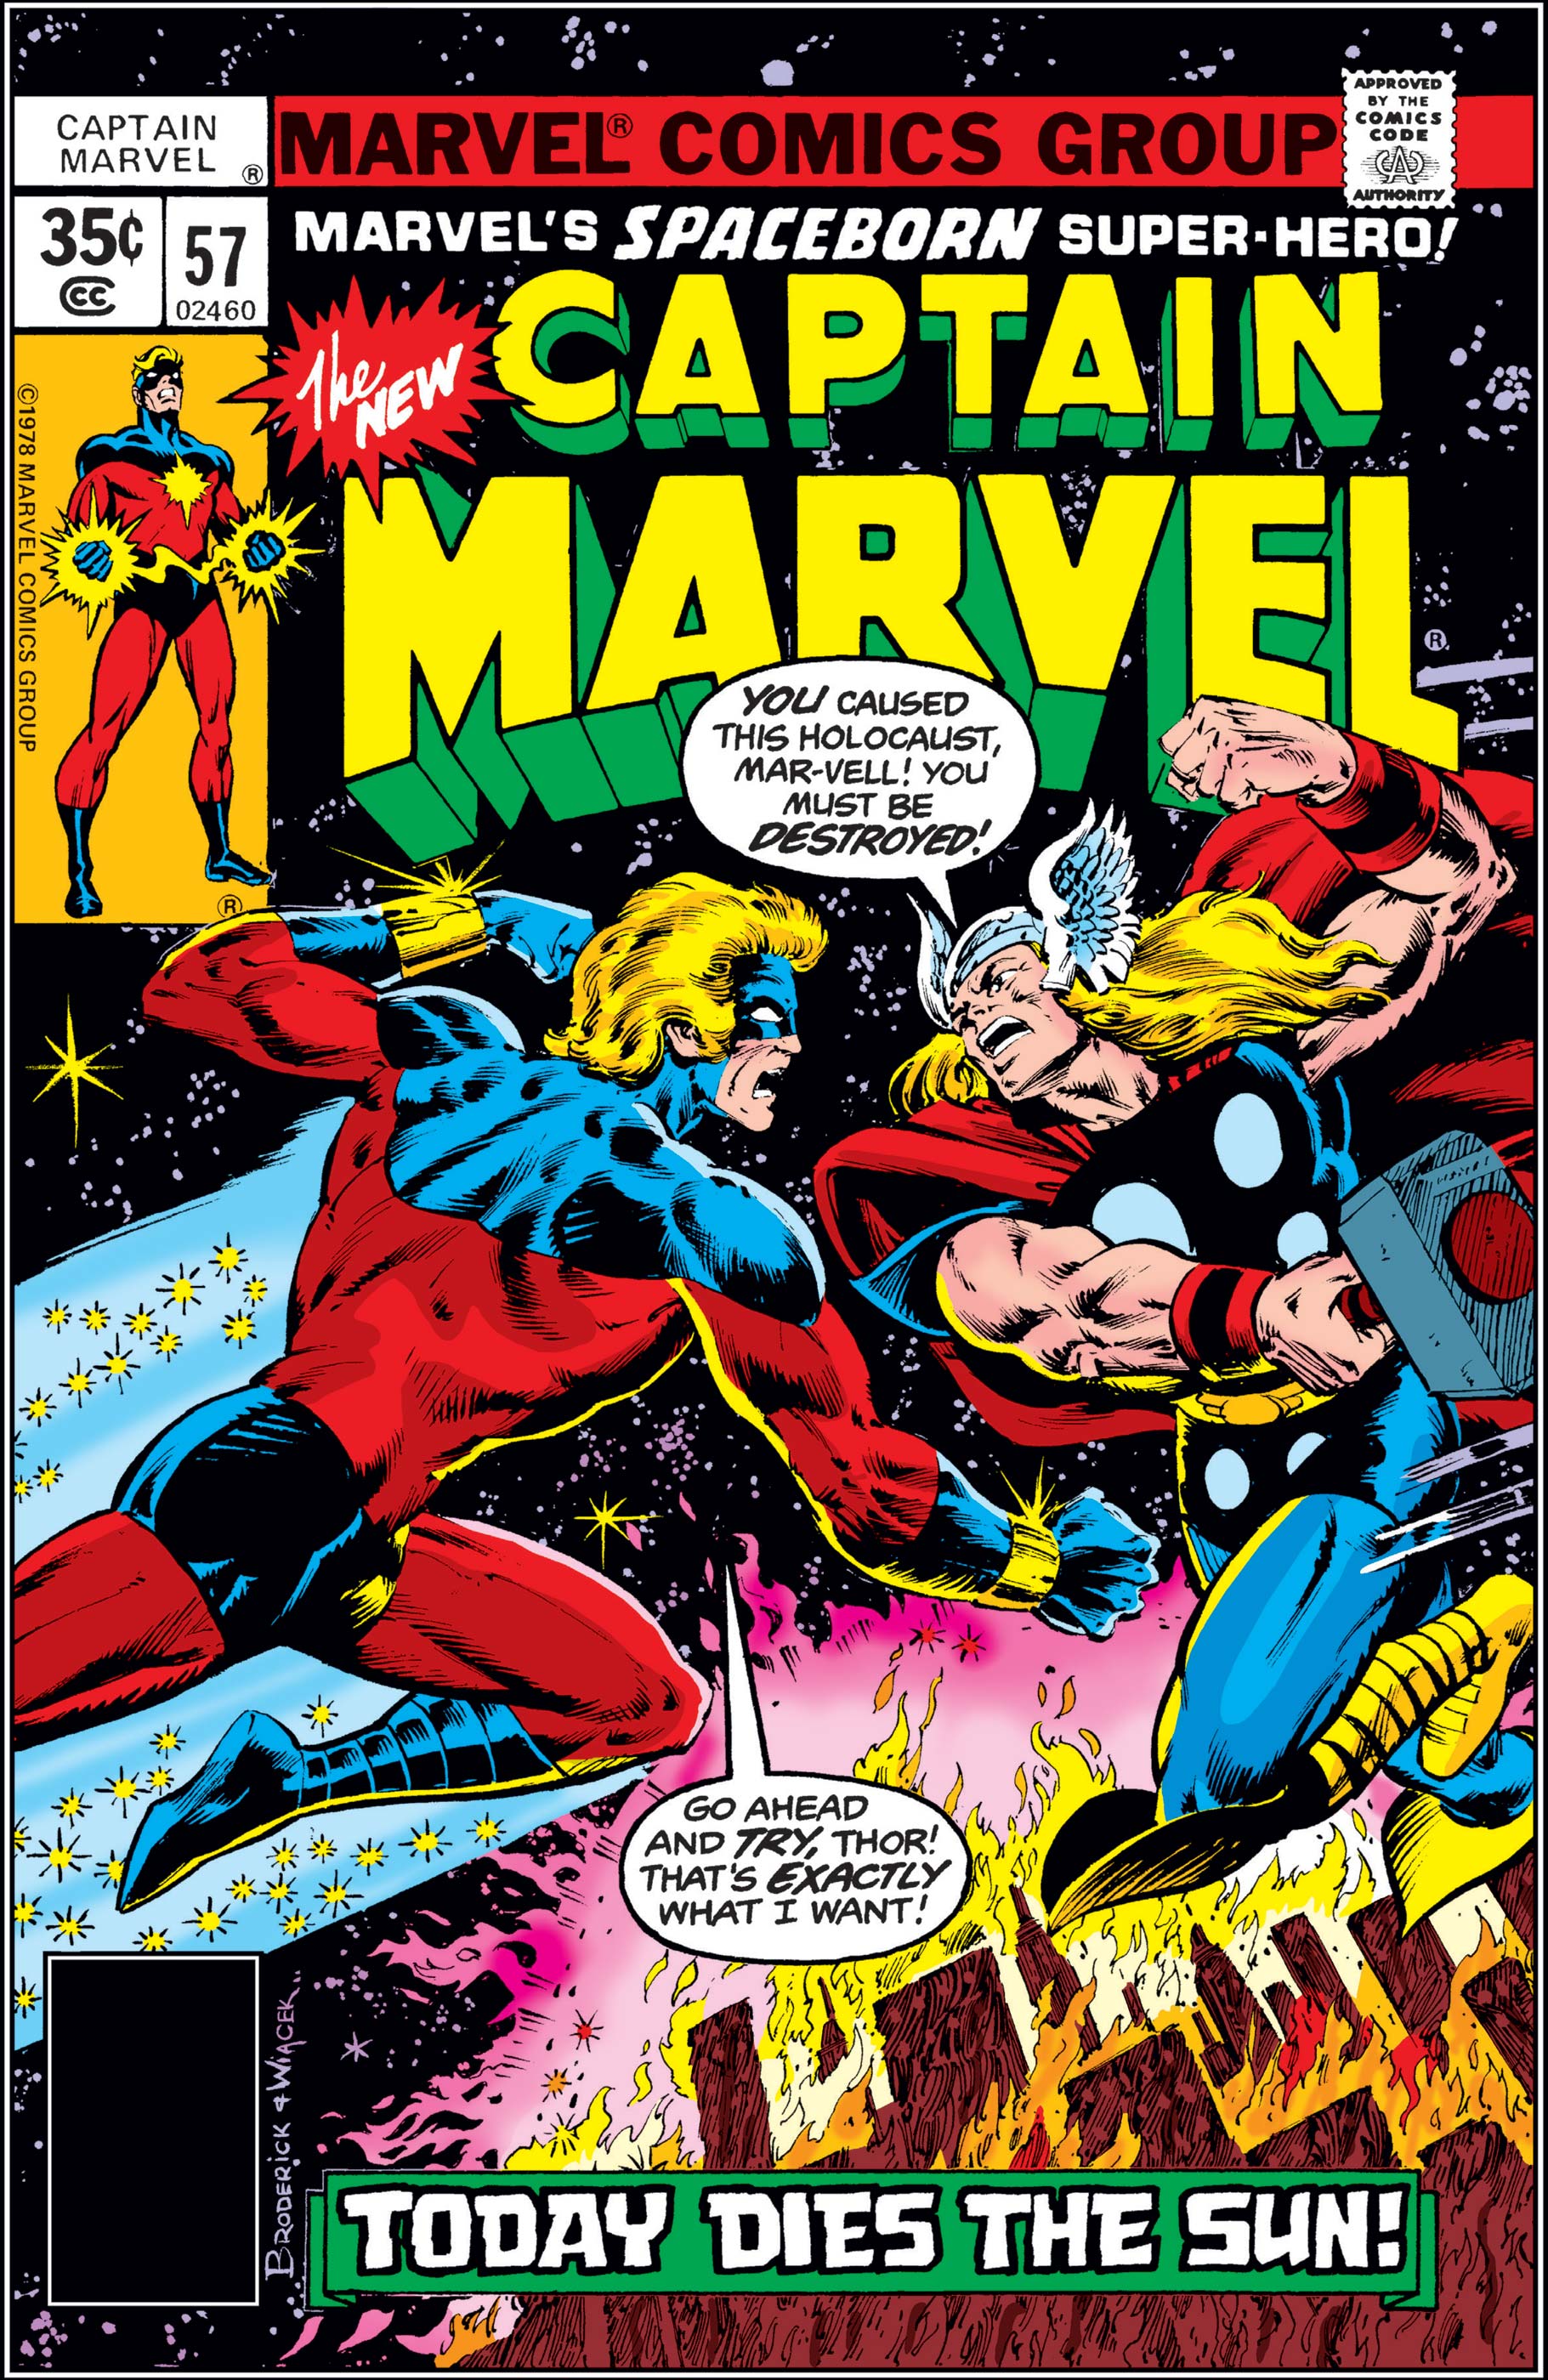 CAPTAIN
MARVEL ®
MARVEL® COMICS GROUP
APPROVED
BY THE
COMICS
CODE
CA
AUTHORITY
35¢
CC
57
02460
MARVEL'S SPACEBORN SUPER-HERO!
The NEW
CAPTAIN
MARVEL
®
©1978 MARVEL COMICS GROUP
®
YOU CAUSED
THIS HOLOCAUST,
MAR-VELL! YOU
MUST BE
DESTROYED!
GO AHEAD
AND TRY, THOR!
THAT'S EXACTLY
WHAT I WANT!
BRODERICK & WIACEK
TODAY DIES THE SUN!